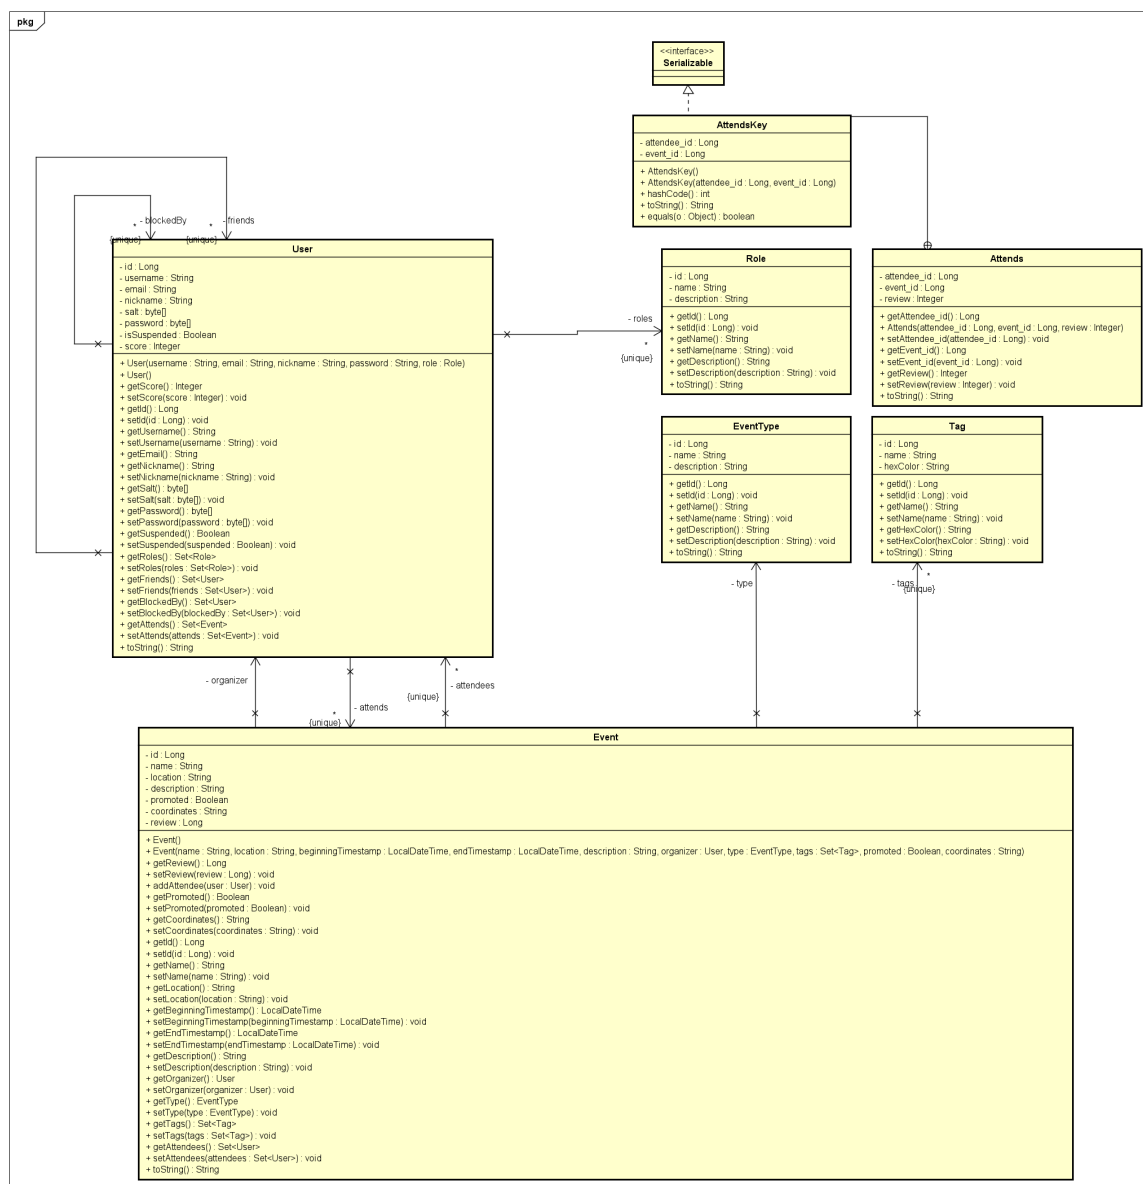 pkg
<<interface>>
Serializable
AttendsKey
- attendee_id : Long
- event_id : Long
+ AttendsKey()
+ AttendsKey(attendee_id : Long, event_id : Long)
+ hashCode() : int
+ toString() : String
+ equals(o : Object) : boolean
- blockedBy
*
{unique}
- friends
*
{unique}
User
- id : Long
- username : String
- email : String
- nickname : String
- salt : byte[]
- password : byte[]
- isSuspended : Boolean
- score : Integer
+ User(username : String, email : String, nickname : String, password : String, role : Role)
+ User()
+ getScore() : Integer
+ setScore(score : Integer) : void
+ getId() : Long
+ setId(id : Long) : void
+ getUsername() : String
+ setUsername(username : String) : void
+ getEmail() : String
+ getNickname() : String
+ setNickname(nickname : String) : void
+ getSalt() : byte[]
+ setSalt(salt : byte[]) : void
+ getPassword() : byte[]
+ setPassword(password : byte[]) : void
+ getSuspended() : Boolean
+ setSuspended(suspended : Boolean) : void
+ getRoles() : Set<Role>
+ setRoles(roles : Set<Role>) : void
+ getFriends() : Set<User>
+ setFriends(friends : Set<User>) : void
+ getBlockedBy() : Set<User>
+ setBlockedBy(blockedBy : Set<User>) : void
+ getAttends() : Set<Event>
+ setAttends(attends : Set<Event>) : void
+ toString() : String
- roles
*
{unique}
Role
- id : Long
- name : String
- description : String
+ getId() : Long
+ setId(id : Long) : void
+ getName() : String
+ setName(name : String) : void
+ getDescription() : String
+ setDescription(description : String) : void
+ toString() : String
Attends
- attendee_id : Long
- event_id : Long
- review : Integer
+ getAttendee_id() : Long
+ Attends(attendee_id : Long, event_id : Long, review : Integer)
+ setAttendee_id(attendee_id : Long) : void
+ getEvent_id() : Long
+ setEvent_id(event_id : Long) : void
+ getReview() : Integer
+ setReview(review : Integer) : void
+ toString() : String
EventType
- id : Long
- name : String
- description : String
+ getId() : Long
+ setId(id : Long) : void
+ getName() : String
+ setName(name : String) : void
+ getDescription() : String
+ setDescription(description : String) : void
+ toString() : String
Tag
- id : Long
- name : String
- hexColor : String
+ getId() : Long
+ setId(id : Long) : void
+ getName() : String
+ setName(name : String) : void
+ getHexColor() : String
+ setHexColor(hexColor : String) : void
+ toString() : String
- type
- tags
*
{unique}
- organizer
- attends
*
{unique}
*
- attendees
{unique}
Event
- id : Long
- name : String
- location : String
- description : String
- promoted : Boolean
- coordinates : String
- review : Long
+ Event()
+ Event(name : String, location : String, beginningTimestamp : LocalDateTime, endTimestamp : LocalDateTime, description : String, organizer : User, type : EventType, tags : Set<Tag>, promoted : Boolean, coordinates : String)
+ getReview() : Long
+ setReview(review : Long) : void
+ addAttendee(user : User) : void
+ getPromoted() : Boolean
+ setPromoted(promoted : Boolean) : void
+ getCoordinates() : String
+ setCoordinates(coordinates : String) : void
+ getId() : Long
+ setId(id : Long) : void
+ getName() : String
+ setName(name : String) : void
+ getLocation() : String
+ setLocation(location : String) : void
+ getBeginningTimestamp() : LocalDateTime
+ setBeginningTimestamp(beginningTimestamp : LocalDateTime) : void
+ getEndTimestamp() : LocalDateTime
+ setEndTimestamp(endTimestamp : LocalDateTime) : void
+ getDescription() : String
+ setDescription(description : String) : void
+ getOrganizer() : User
+ setOrganizer(organizer : User) : void
+ getType() : EventType
+ setType(type : EventType) : void
+ getTags() : Set<Tag>
+ setTags(tags : Set<Tag>) : void
+ getAttendees() : Set<User>
+ setAttendees(attendees : Set<User>) : void
+ toString() : String